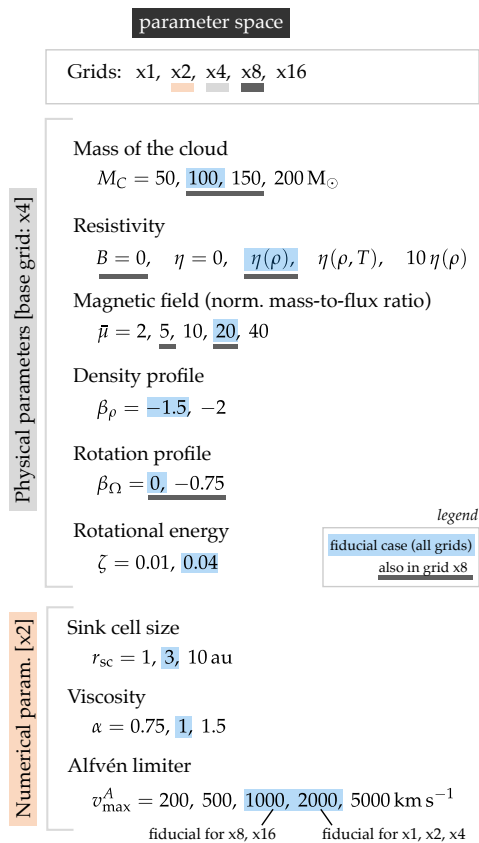 parameter space
Grids: x1, x2, x4, x8, x16
Physical parameters [base grid: x4]
Mass of the cloud
M_C = 50, 100, 150, 200 M_⊙
Resistivity
B = 0, η = 0, η(ρ), η(ρ, T), 10 η(ρ)
Magnetic field (norm. mass-to-flux ratio)
μ̄ = 2, 5, 10, 20, 40
Density profile
β_ρ = −1.5, −2
Rotation profile
β_Ω = 0, −0.75
Rotational energy
ζ = 0.01, 0.04
legend
fiducial case (all grids)
also in grid x8
Numerical param. [x2]
Sink cell size
r_sc = 1, 3, 10 au
Viscosity
α = 0.75, 1, 1.5
Alfvén limiter
v^A_max = 200, 500, 1000, 2000, 5000 km s⁻¹
fiducial for x8, x16 fiducial for x1, x2, x4